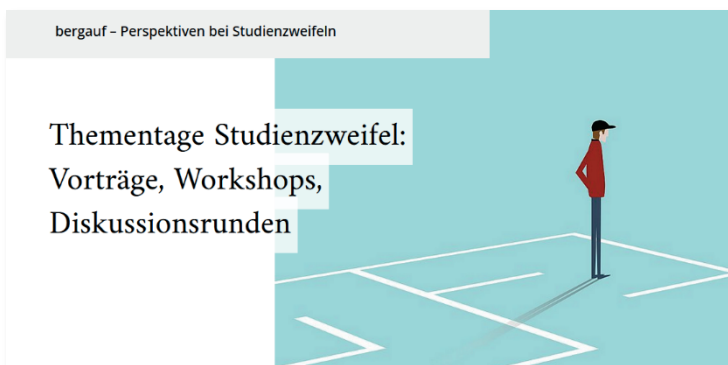 bergauf – Perspektiven bei Studienzweifeln
Thementage Studienzweifel:
Vorträge, Workshops,
Diskussionsrunden